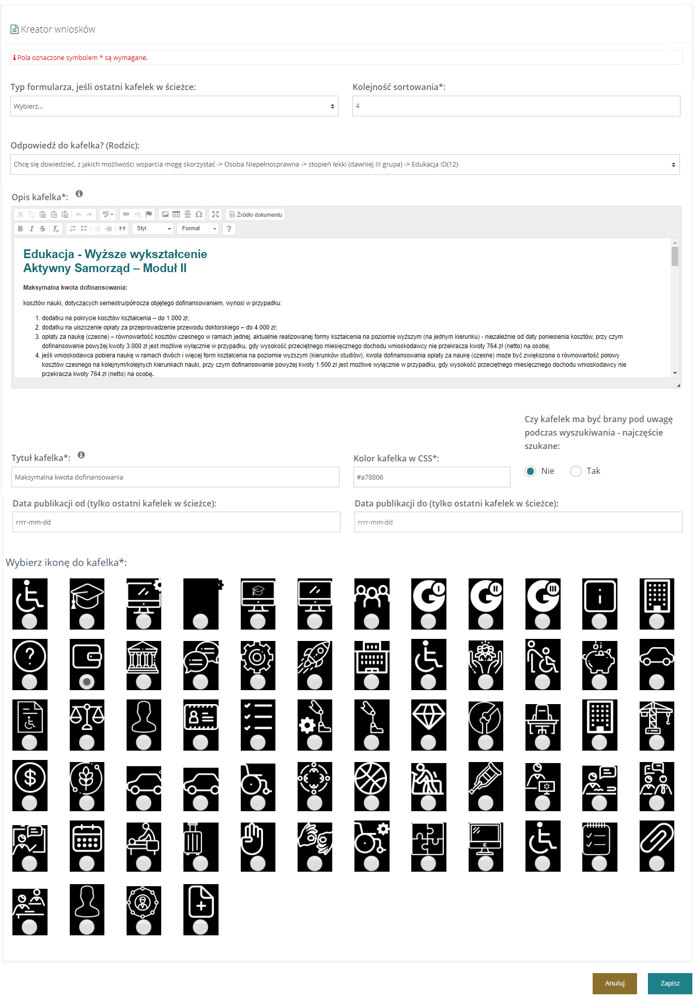 Kreator wniosków
Pola oznaczone symbolem * są wymagane.
Typ formularza, jeśli ostatni kafelek w ścieżce:
Kolejność sortowania*:
Wybierz...
4
Odpowiedź do kafelka? (Rodzic):
Chcę się dowiedzieć, z jakich możliwości wsparcia mogę skorzystać -> Osoba Niepełnosprawna -> stopień lekki (dawniej III grupa) -> Edukacja ID(12)
Opis kafelka*:
ABC
Źródło dokumentu
Styl
Format
Edukacja - Wyższe wykształcenie
Aktywny Samorząd – Moduł II
Maksymalna kwota dofinansowania:
kosztów nauki, dotyczących semestru/półrocza objętego dofinansowaniem, wynosi w przypadku:
1. dodatku na pokrycie kosztów kształcenia – do 1.000 zł;
2. dodatku na uiszczenie opłaty za przeprowadzenie przewodu doktorskiego – do 4.000 zł;
3. opłaty za naukę (czesne) – równowartość kosztów czesnego w ramach jednej, aktualnie realizowanej formy kształcenia na poziomie wyższym (na jednym kierunku) - niezależnie od daty poniesienia kosztów, przy czym
dofinansowanie powyżej kwoty 3.000 zł jest możliwe wyłącznie w przypadku, gdy wysokość przeciętnego miesięcznego dochodu wnioskodawcy nie przekracza kwoty 764 zł (netto) na osobę;
4. jeśli wnioskodawca pobiera naukę w ramach dwóch i więcej form kształcenia na poziomie wyższym (kierunków studiów), kwota dofinansowania opłaty za naukę (czesne) może być zwiększona o równowartość połowy
kosztów czesnego na kolejnym/kolejnych kierunkach nauki, przy czym dofinansowanie powyżej kwoty 1.500 zł jest możliwe wyłącznie w przypadku, gdy wysokość przeciętnego miesięcznego dochodu wnioskodawcy nie
przekracza kwoty 764 zł (netto) na osobę.
Czy kafelek ma być brany pod uwagę
podczas wyszukiwania - najczęście
szukane:
Tytuł kafelka*:
Kolor kafelka w CSS*:
Maksymalna kwota dofinansowania
#a78806
Nie
Tak
Data publikacji od (tylko ostatni kafelek w ścieżce):
Data publikacji do (tylko ostatni kafelek w ścieżce):
rrrr-mm-dd
rrrr-mm-dd
Wybierz ikonę do kafelka*:
G I
G II
G III
Anuluj
Zapisz